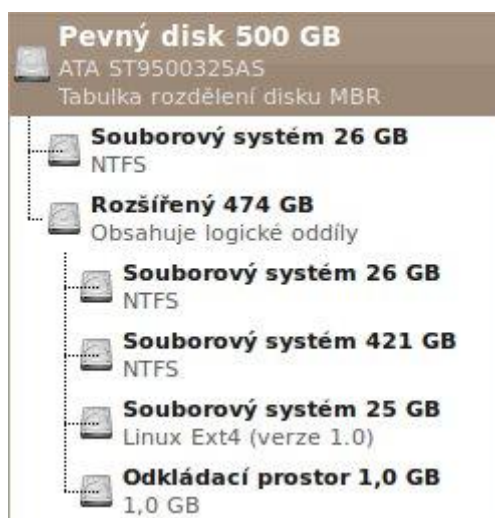 Pevný disk 500 GB
ATA ST9500325AS
Tabulka rozdělení disku MBR
Souborový systém 26 GB
NTFS
Rozšířený 474 GB
Obsahuje logické oddíly
Souborový systém 26 GB
NTFS
Souborový systém 421 GB
NTFS
Souborový systém 25 GB
Linux Ext4 (verze 1.0)
Odkládací prostor 1,0 GB
1,0 GB